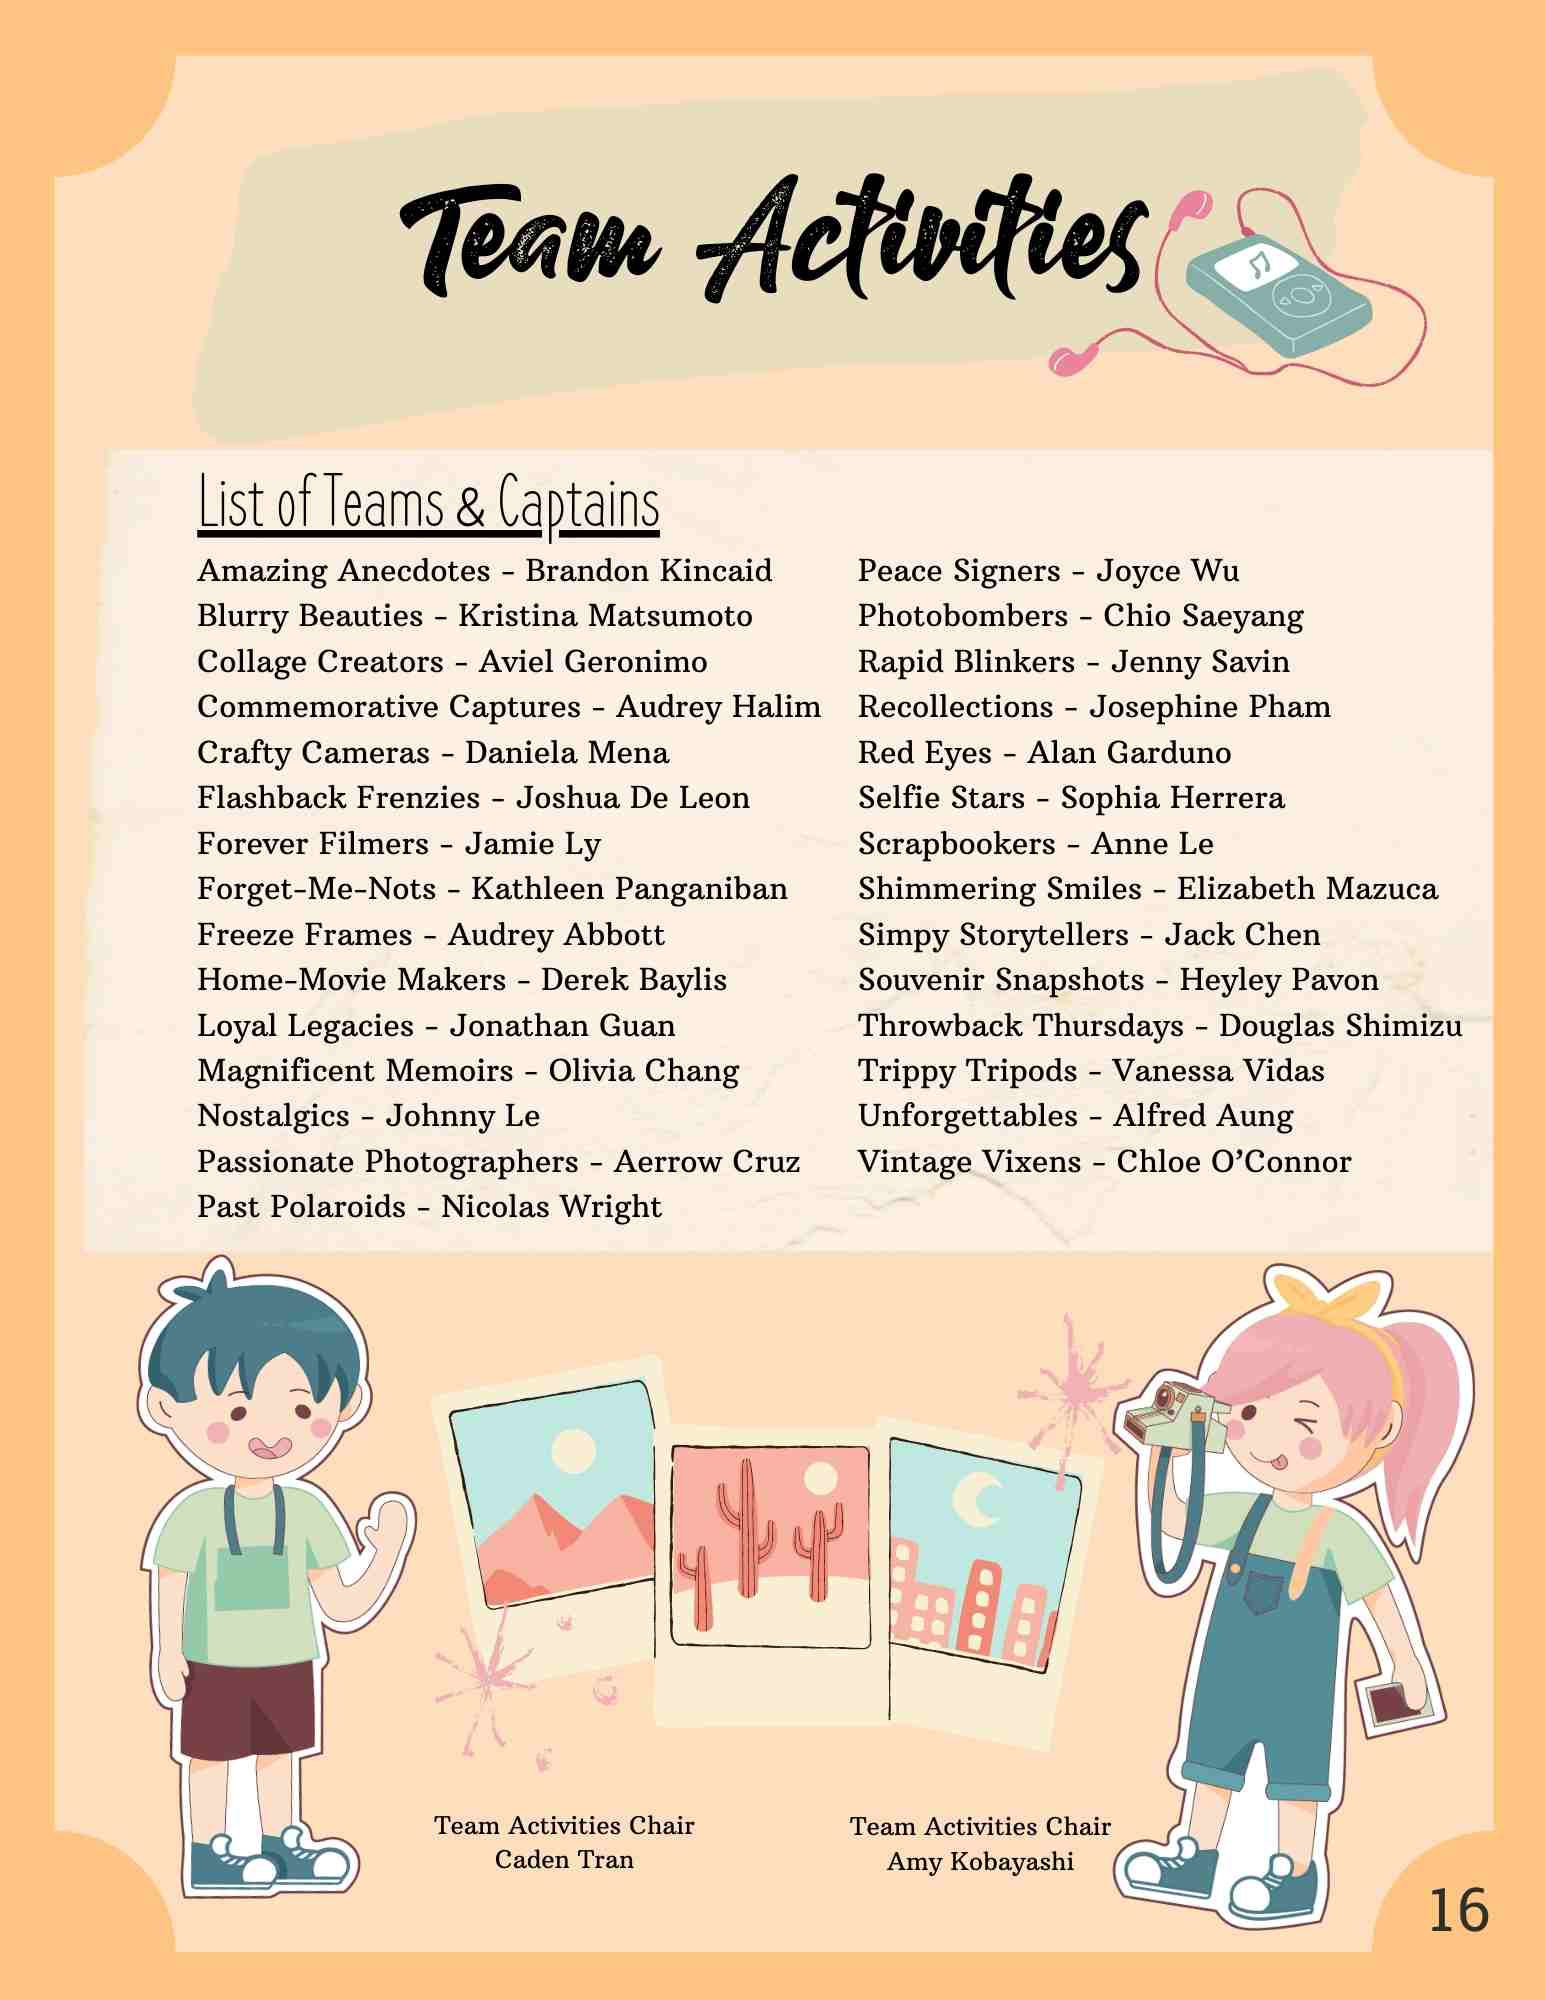 Team Activities
List of Teams & Captains
Amazing Anecdotes - Brandon Kincaid
Blurry Beauties - Kristina Matsumoto
Collage Creators - Aviel Geronimo
Commemorative Captures - Audrey Halim
Crafty Cameras - Daniela Mena
Flashback Frenzies - Joshua De Leon
Forever Filmers - Jamie Ly
Forget-Me-Nots - Kathleen Panganiban
Freeze Frames - Audrey Abbott
Home-Movie Makers - Derek Baylis
Loyal Legacies - Jonathan Guan
Magnificent Memoirs - Olivia Chang
Nostalgics - Johnny Le
Passionate Photographers - Aerrow Cruz
Past Polaroids - Nicolas Wright
Peace Signers - Joyce Wu
Photobombers - Chio Saeyang
Rapid Blinkers - Jenny Savin
Recollections - Josephine Pham
Red Eyes - Alan Garduno
Selfie Stars - Sophia Herrera
Scrapbookers - Anne Le
Shimmering Smiles - Elizabeth Mazuca
Simpy Storytellers - Jack Chen
Souvenir Snapshots - Heyley Pavon
Throwback Thursdays - Douglas Shimizu
Trippy Tripods - Vanessa Vidas
Unforgettables - Alfred Aung
Vintage Vixens - Chloe O’Connor
Team Activities Chair
Caden Tran
Team Activities Chair
Amy Kobayashi
16